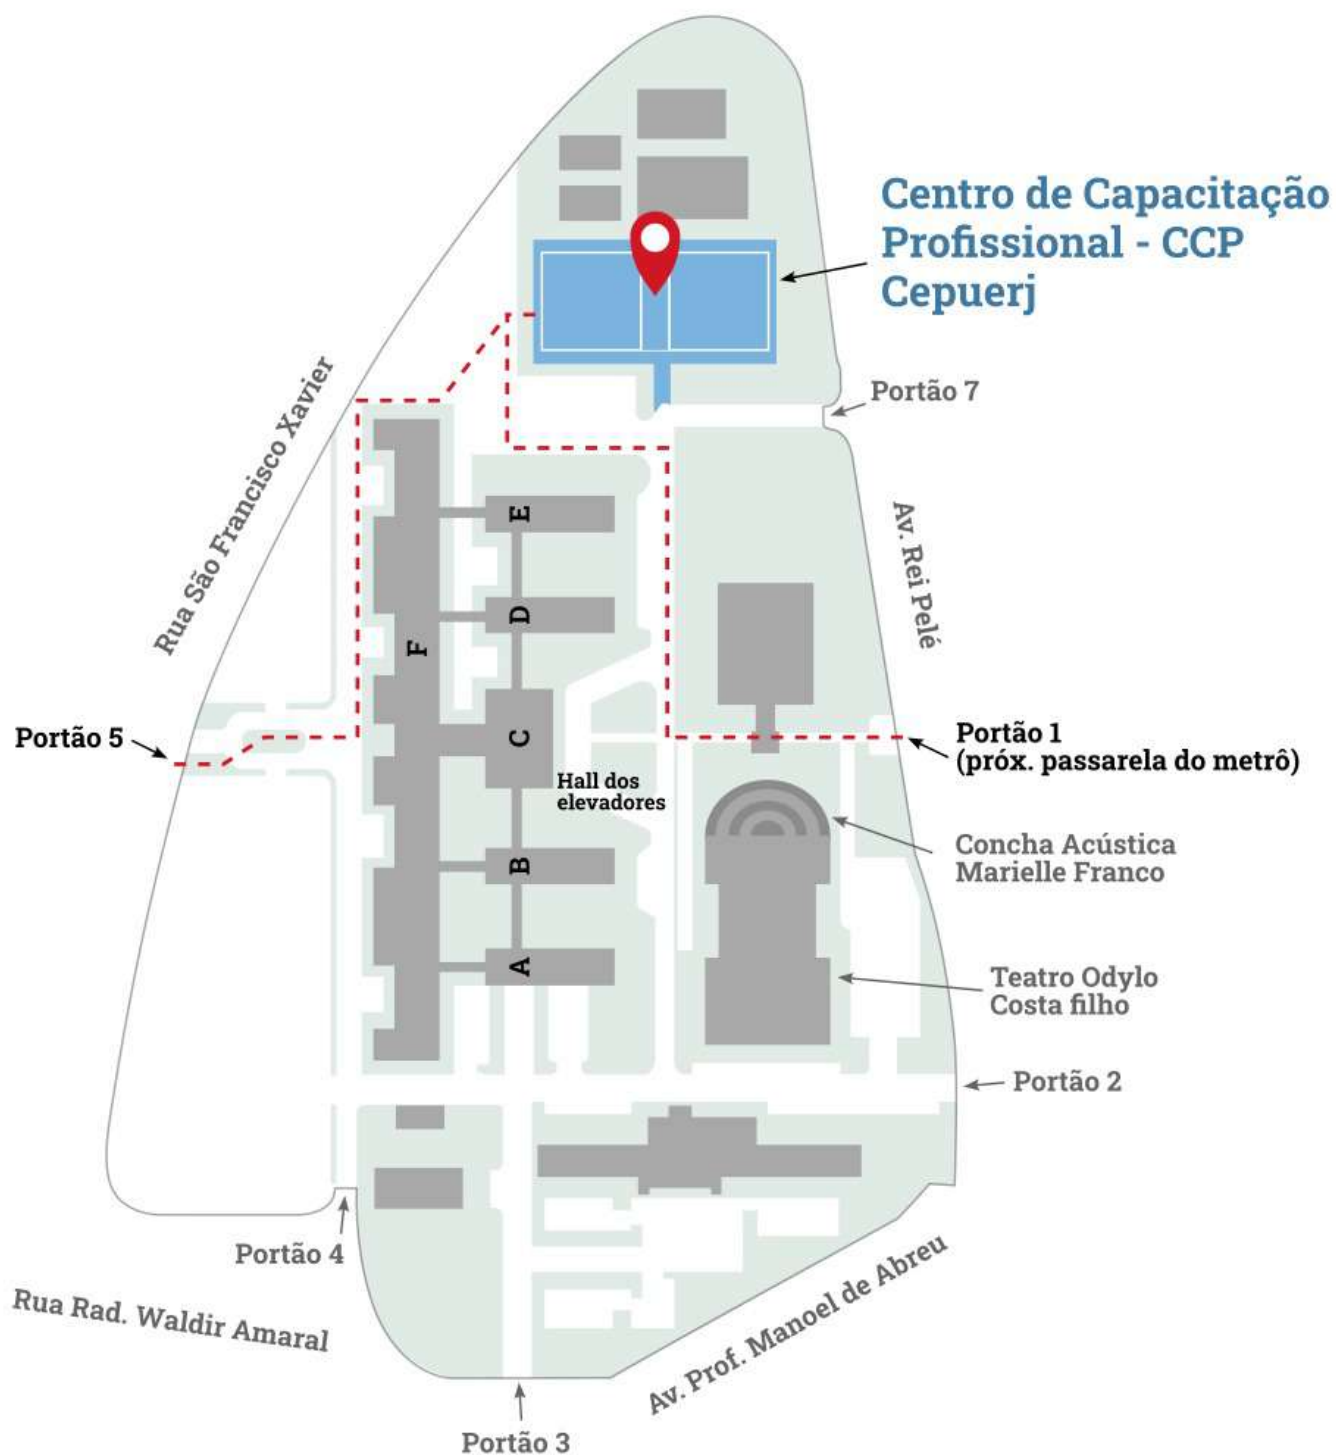 Centro de Capacitação
Profissional - CCP
Cepuerj
Portão 7
Rua São Francisco Xavier
Av. Rei Pelé
E
D
F
C
Hall dos
elevadores
B
A
Portão 5
Portão 1
(próx. passarela do metrô)
Concha Acústica
Marielle Franco
Teatro Odylo
Costa filho
Portão 2
Portão 4
Rua Rad. Waldir Amaral
Av. Prof. Manoel de Abreu
Portão 3